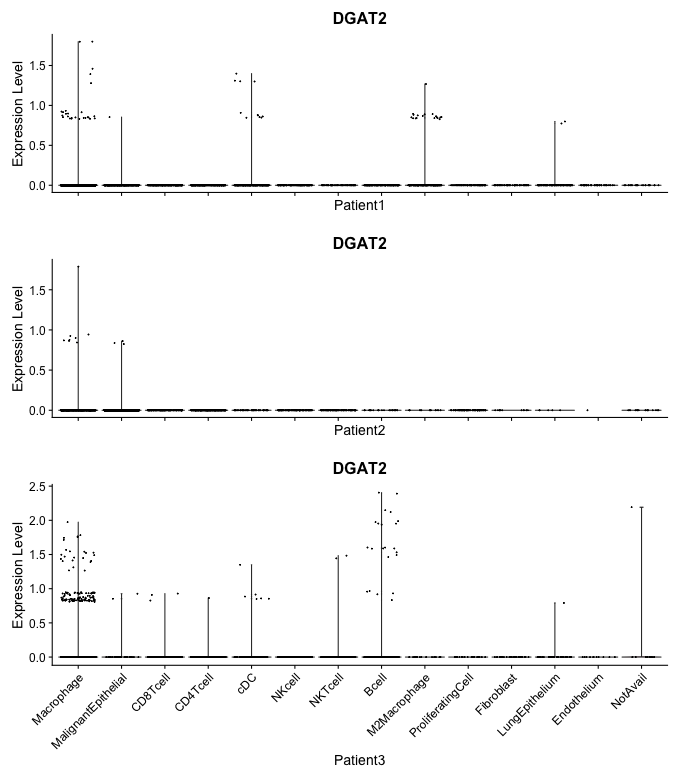 DGAT2
Expression Level
1.5
1.0
0.5
0.0
Patient1
DGAT2
Expression Level
1.5
1.0
0.5
0.0
Patient2
DGAT2
Expression Level
2.5
2.0
1.5
1.0
0.5
0.0
Macrophage
MalignantEpithelial
CD8Tcell
CD4Tcell
cDC
NKcell
NKTcell
Bcell
M2Macrophage
ProliferatingCell
Fibroblast
LungEpithelium
Endothelium
NotAvail
Patient3